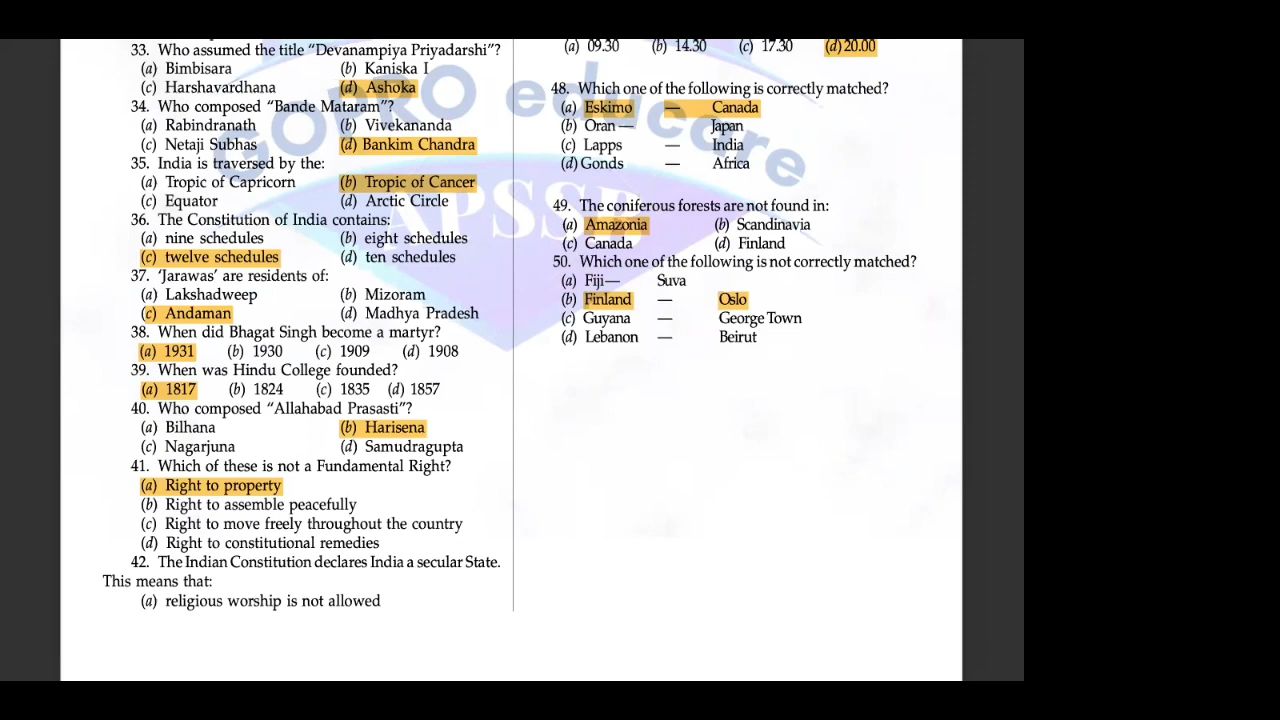 33. Who assumed the title “Devanampiya Priyadarshi”?
(a) Bimbisara (b) Kaniska I
(c) Harshavardhana (d) Ashoka
34. Who composed “Bande Mataram”?
(a) Rabindranath (b) Vivekananda
(c) Netaji Subhas (d) Bankim Chandra
35. India is traversed by the:
(a) Tropic of Capricorn (b) Tropic of Cancer
(c) Equator (d) Arctic Circle
36. The Constitution of India contains:
(a) nine schedules (b) eight schedules
(c) twelve schedules (d) ten schedules
37. ‘Jarawas’ are residents of:
(a) Lakshadweep (b) Mizoram
(c) Andaman (d) Madhya Pradesh
38. When did Bhagat Singh become a martyr?
(a) 1931 (b) 1930 (c) 1909 (d) 1908
39. When was Hindu College founded?
(a) 1817 (b) 1824 (c) 1835 (d) 1857
40. Who composed “Allahabad Prasasti”?
(a) Bilhana (b) Harisena
(c) Nagarjuna (d) Samudragupta
41. Which of these is not a Fundamental Right?
(a) Right to property
(b) Right to assemble peacefully
(c) Right to move freely throughout the country
(d) Right to constitutional remedies
42. The Indian Constitution declares India a secular State.
This means that:
(a) religious worship is not allowed
(a) 09.30 (b) 14.30 (c) 17.30 (d) 20.00
48. Which one of the following is correctly matched?
(a) Eskimo — Canada
(b) Oran — Japan
(c) Lapps — India
(d) Gonds — Africa
49. The coniferous forests are not found in:
(a) Amazonia (b) Scandinavia
(c) Canada (d) Finland
50. Which one of the following is not correctly matched?
(a) Fiji— Suva
(b) Finland — Oslo
(c) Guyana — George Town
(d) Lebanon — Beirut
GOPRO educare
APSSB